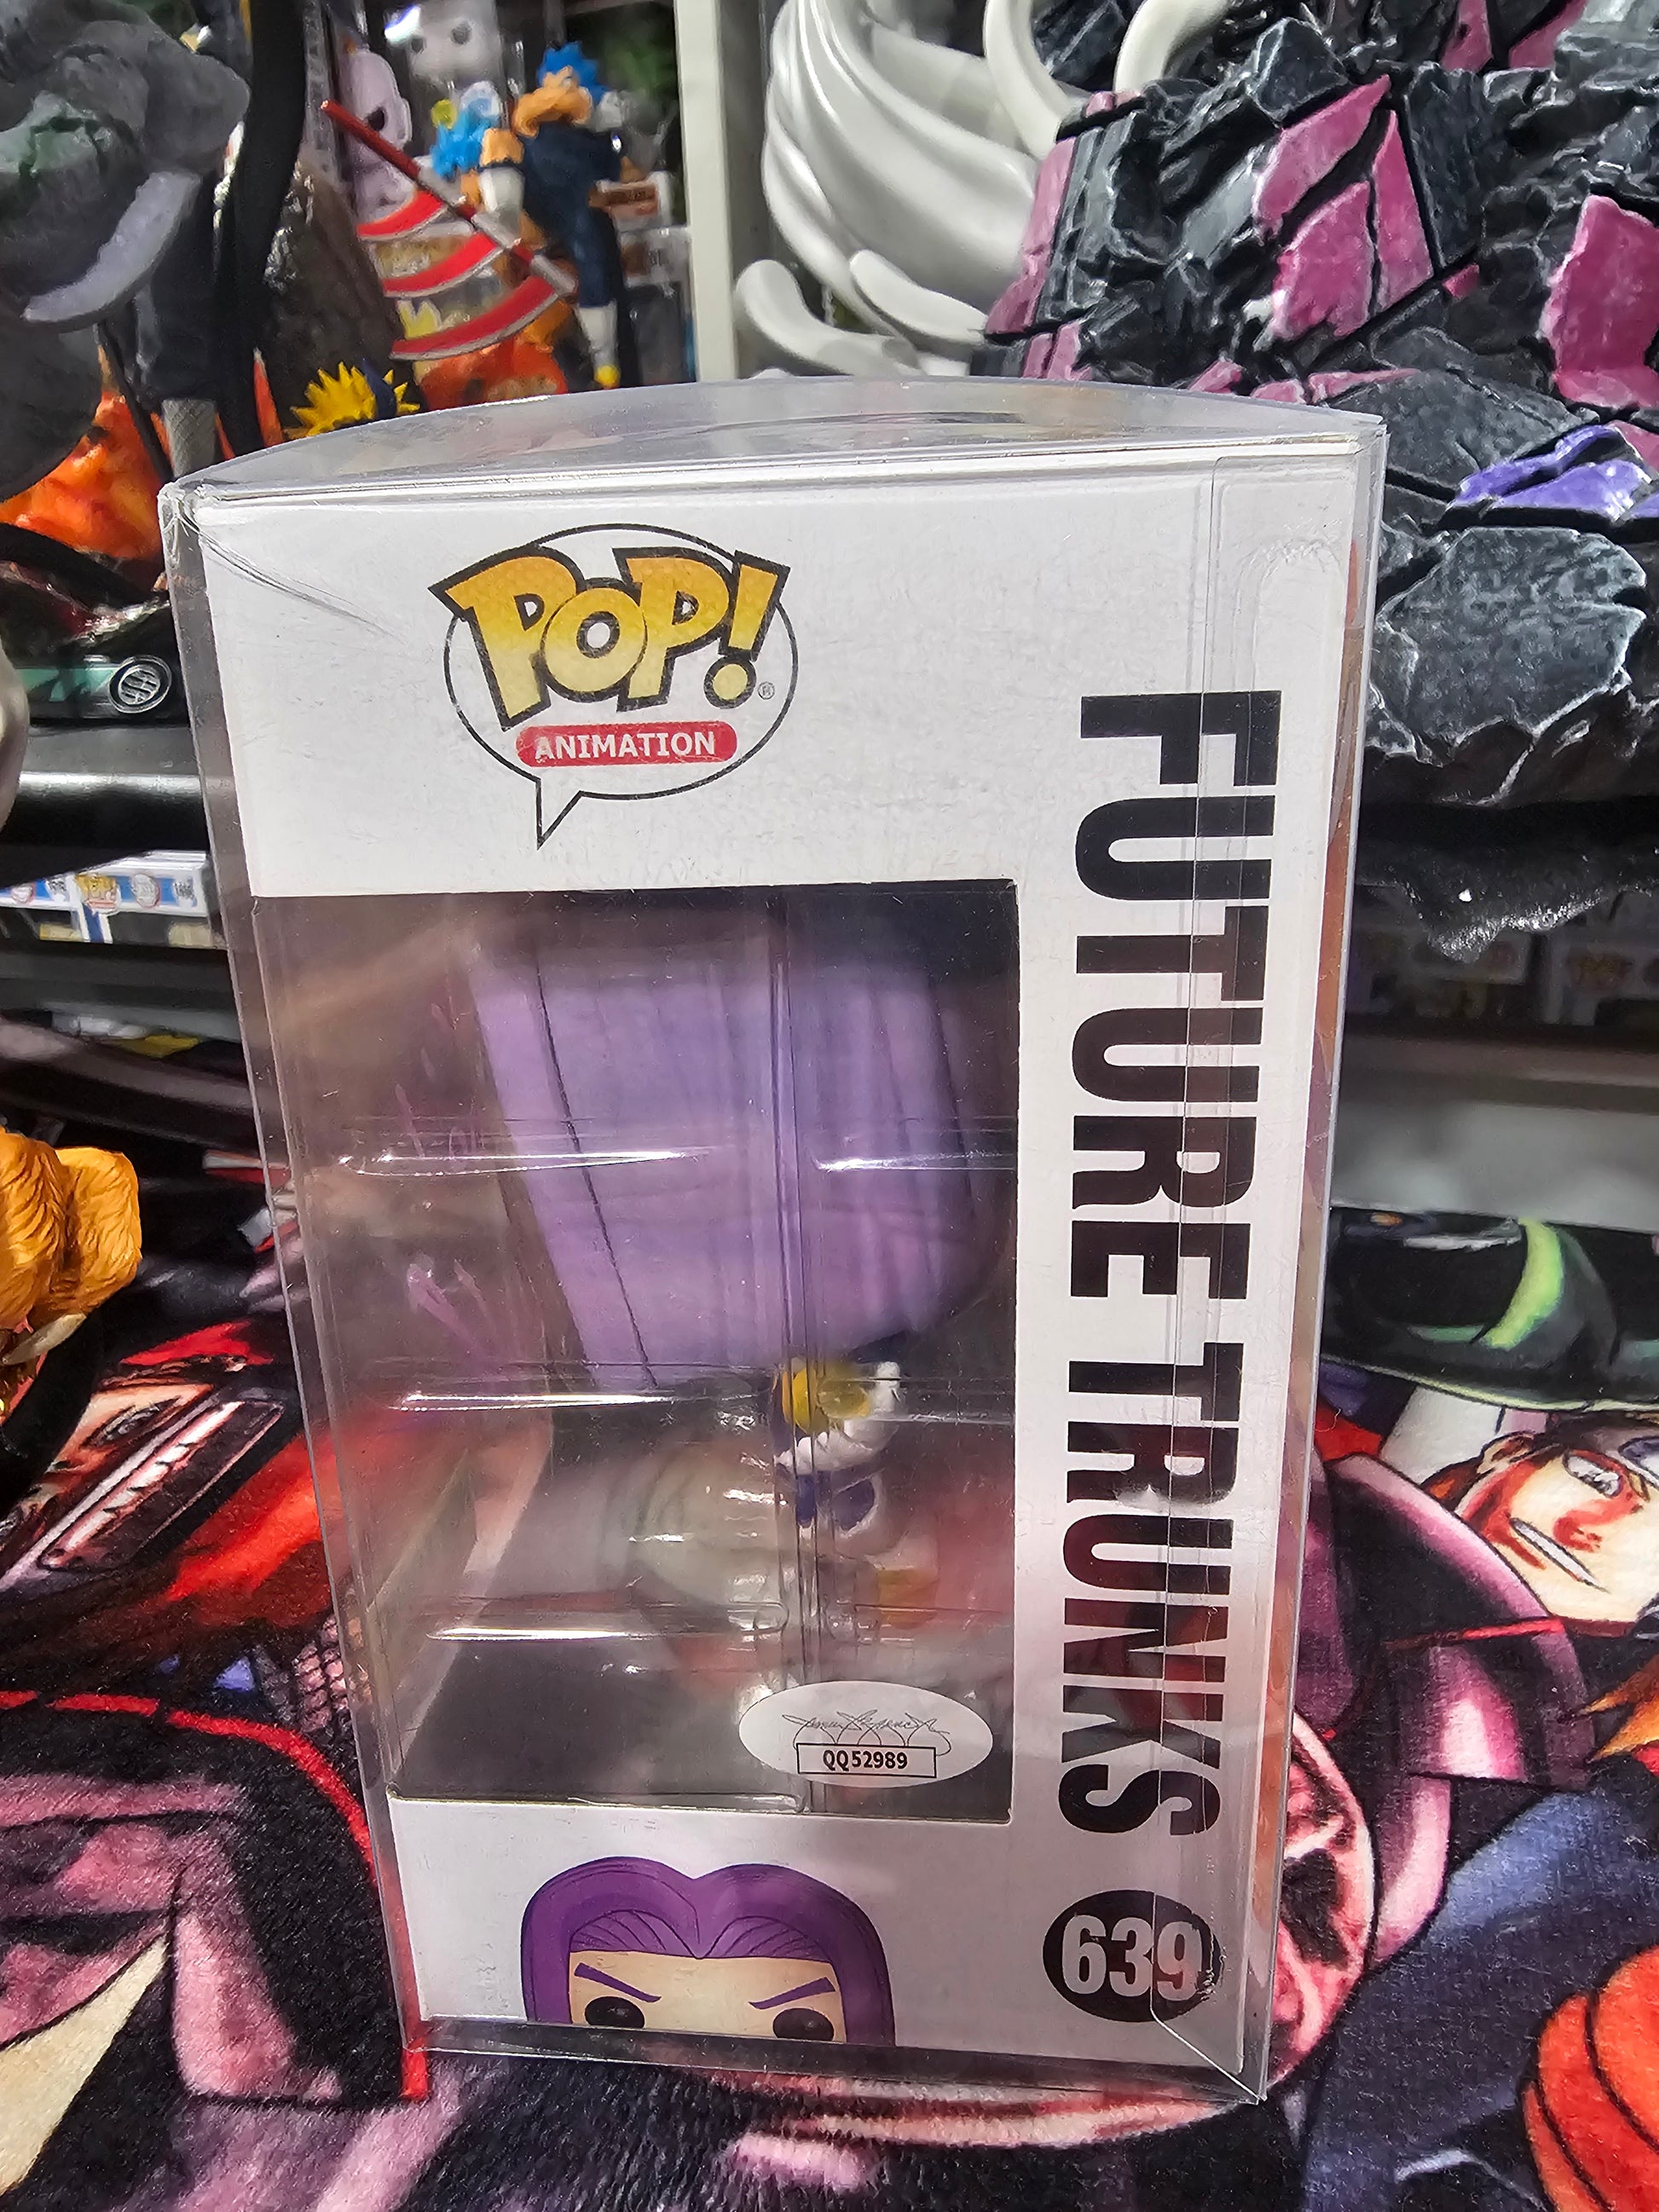 POP!
ANIMATION
FUTURE TRUNKS
639
QQ52989